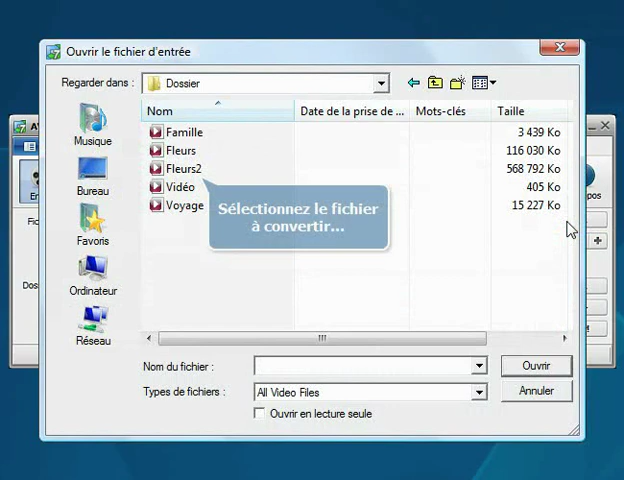 Ouvrir le fichier d'entrée
Regarder dans : Dossier
Nom Date de la prise de ... Mots-clés Taille
Famille 3 439 Ko
Fleurs 116 030 Ko
Fleurs2 568 792 Ko
Vidéo 405 Ko
Voyage 15 227 Ko
Sélectionnez le fichier
à convertir...
Musique
Bureau
Favoris
Ordinateur
Réseau
Nom du fichier : Ouvrir
Types de fichiers : All Video Files Annuler
Ouvrir en lecture seule